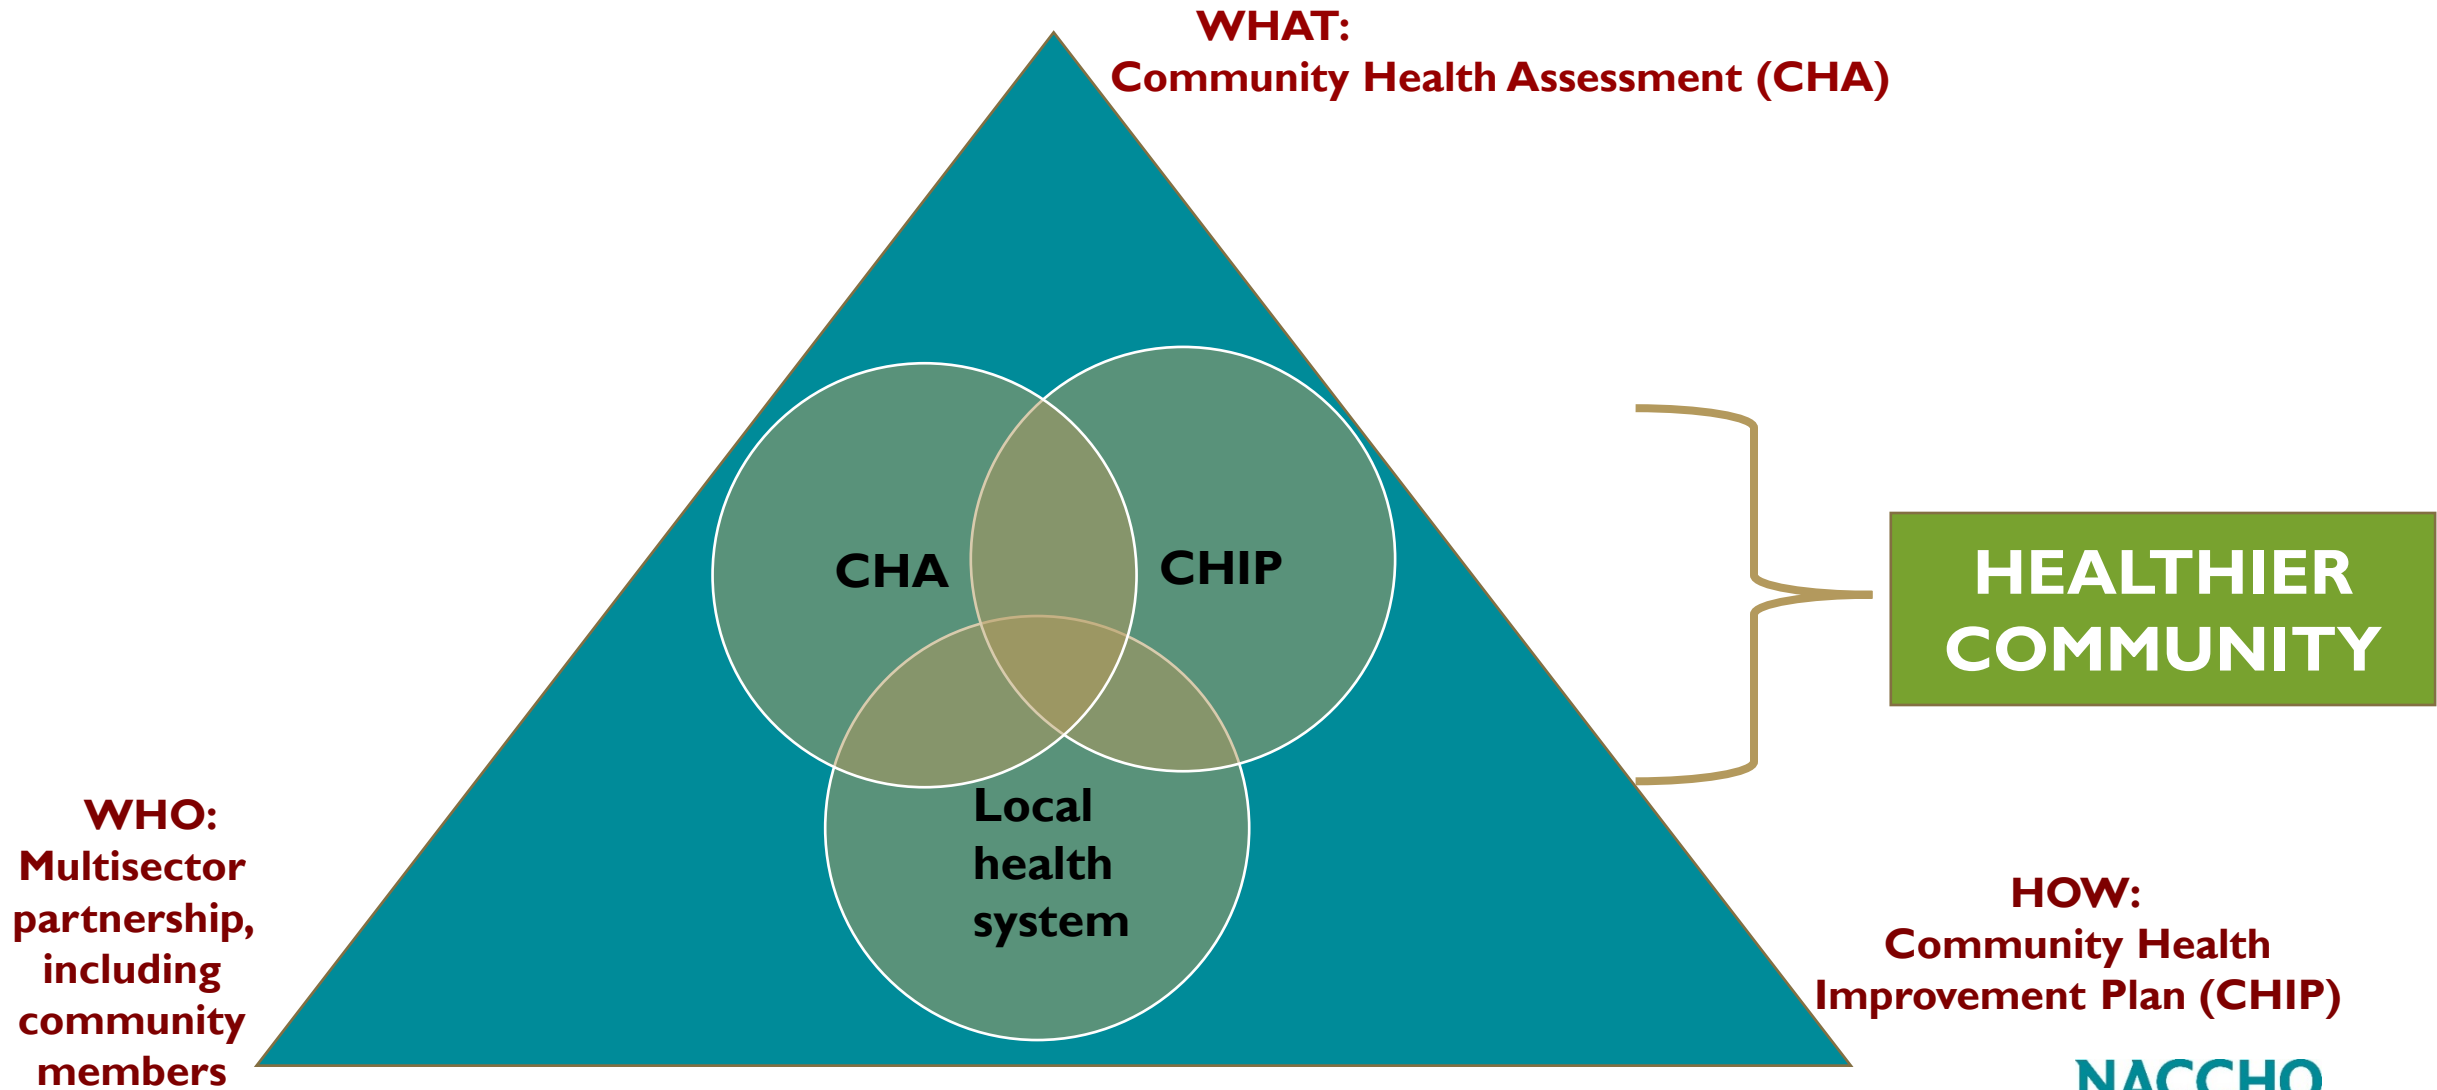 WHAT:
Community Health Assessment (CHA)
CHA
CHIP
Local
health
system
HEALTHIER
COMMUNITY
WHO:
Multisector
partnership,
including
community
members
HOW:
Community Health
Improvement Plan (CHIP)
NACCHO